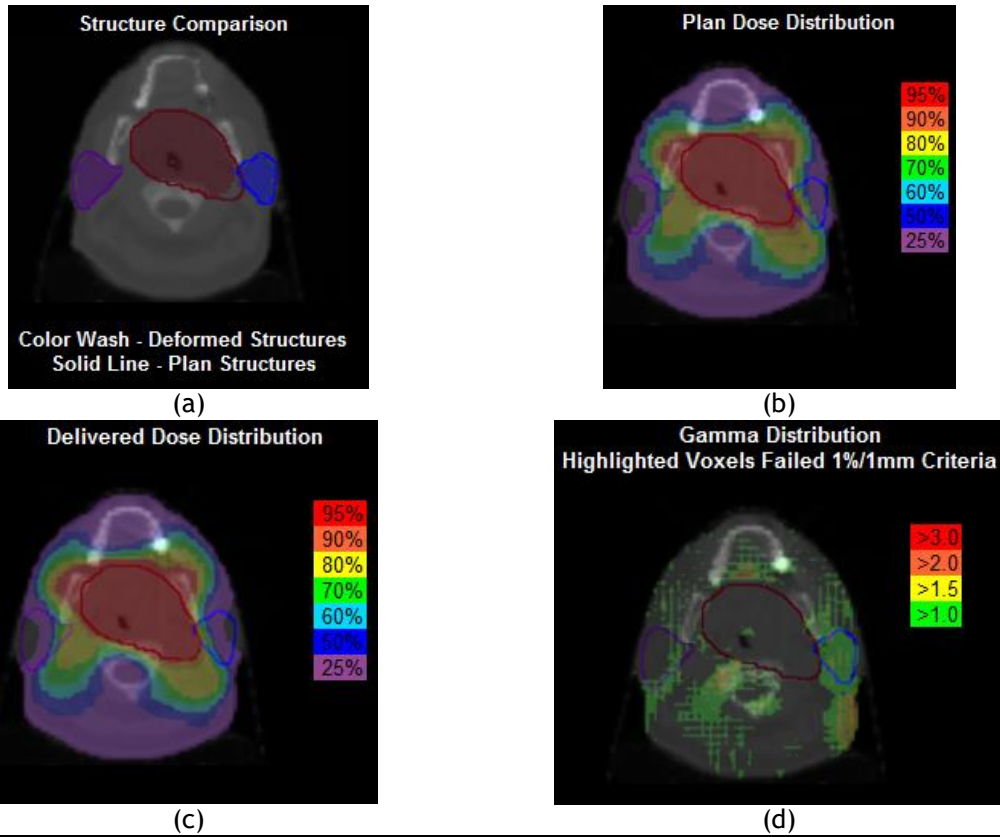 Structure Comparison
Color Wash - Deformed Structures
Solid Line - Plan Structures
(a)
Plan Dose Distribution
95%
90%
80%
70%
60%
50%
25%
(b)
Delivered Dose Distribution
95%
90%
80%
70%
60%
50%
25%
(c)
Gamma Distribution
Highlighted Voxels Failed 1%/1mm Criteria
>3.0
>2.0
>1.5
>1.0
(d)